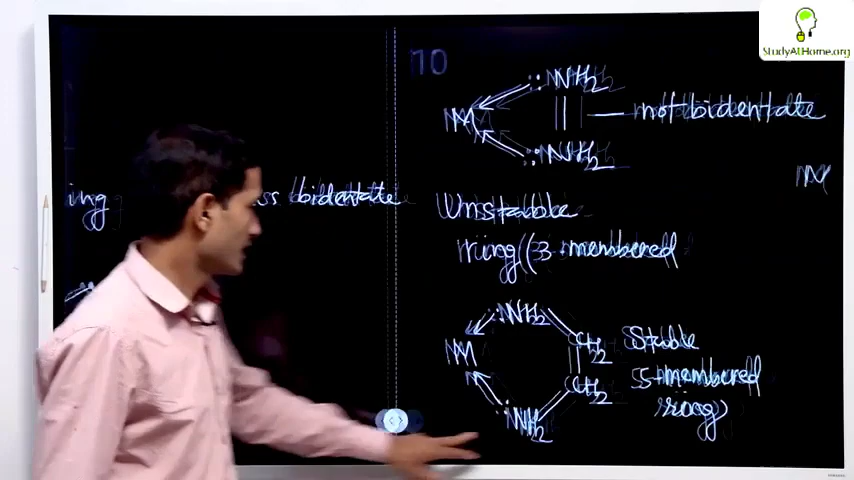 StudyAtHome.org
10
:NH2
M
— not bidentate
:NH2
M
ing
ss bidentate
Unstable
ring (3-membered
:NH2
CH2
Stable
M
5-membered
CH2
ring)
:NH2